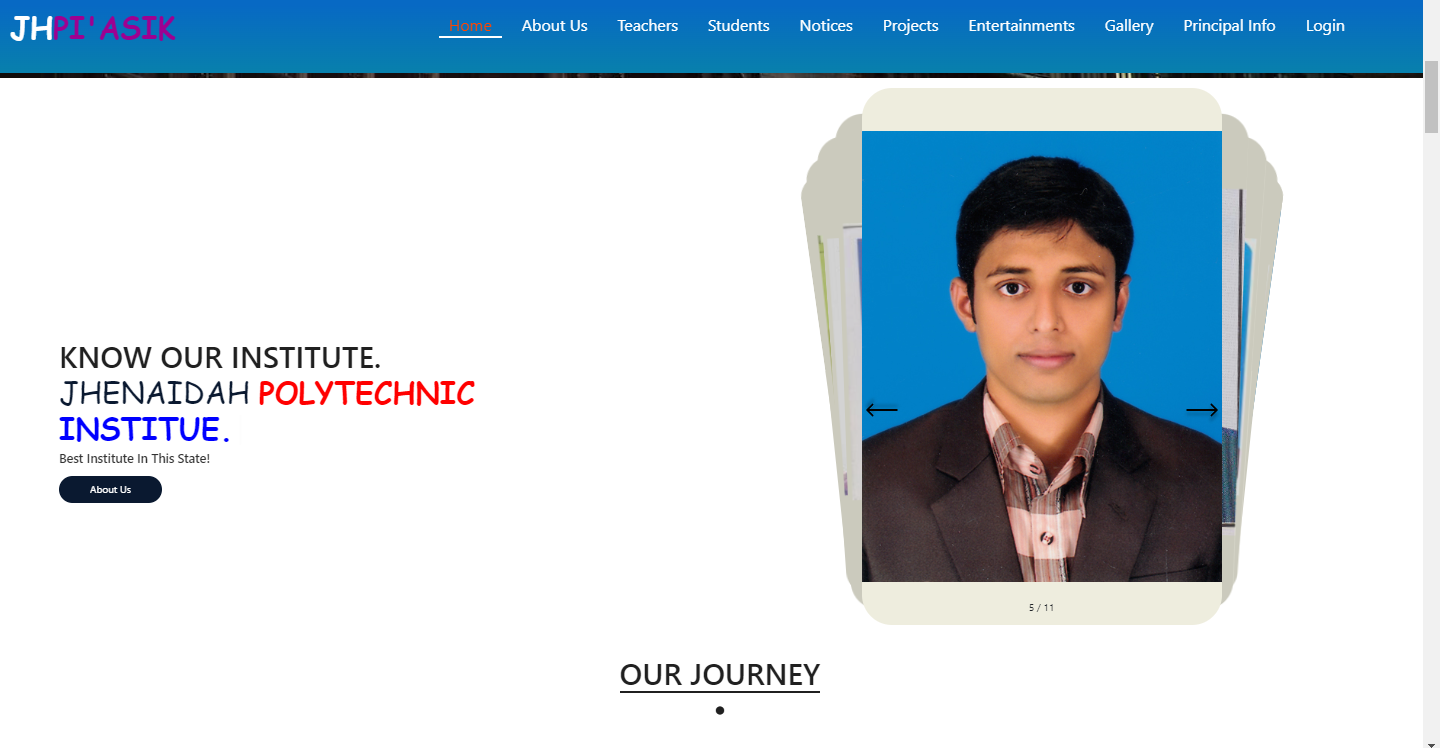 JHPI'ASIK
Home About Us Teachers Students Notices Projects Entertainments Gallery Principal Info Login
KNOW OUR INSTITUTE.
JHENAIDAH POLYTECHNIC
INSTITUE.
Best Institute In This State!
About Us
5 / 11
OUR JOURNEY